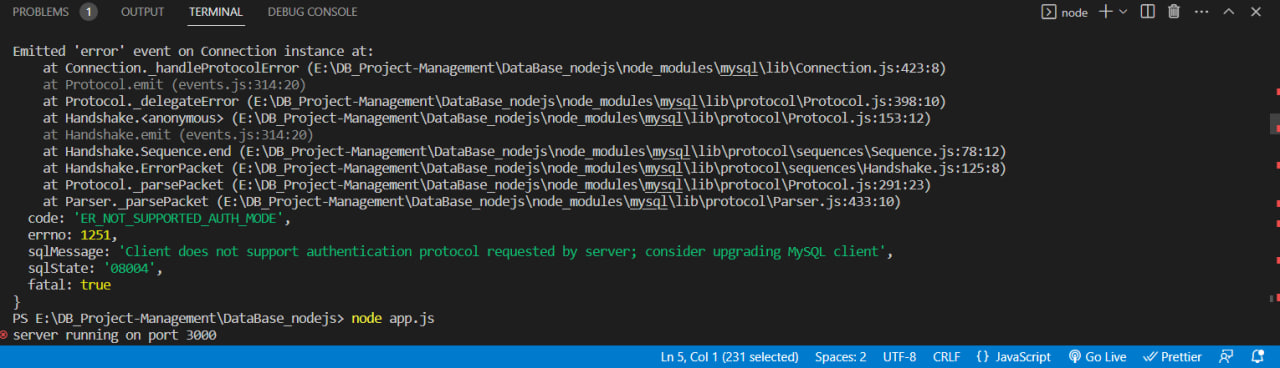 PROBLEMS 1 OUTPUT TERMINAL DEBUG CONSOLE node
Emitted 'error' event on Connection instance at:
at Connection._handleProtocolError (E:\DB_Project-Management\DataBase_nodejs\node_modules\mysql\lib\Connection.js:423:8)
at Protocol.emit (events.js:314:20)
at Protocol._delegateError (E:\DB_Project-Management\DataBase_nodejs\node_modules\mysql\lib\protocol\Protocol.js:398:10)
at Handshake.<anonymous> (E:\DB_Project-Management\DataBase_nodejs\node_modules\mysql\lib\protocol\Protocol.js:153:12)
at Handshake.emit (events.js:314:20)
at Handshake.Sequence.end (E:\DB_Project-Management\DataBase_nodejs\node_modules\mysql\lib\protocol\sequences\Sequence.js:78:12)
at Handshake.ErrorPacket (E:\DB_Project-Management\DataBase_nodejs\node_modules\mysql\lib\protocol\sequences\Handshake.js:125:8)
at Protocol._parsePacket (E:\DB_Project-Management\DataBase_nodejs\node_modules\mysql\lib\protocol\Protocol.js:291:23)
at Parser._parsePacket (E:\DB_Project-Management\DataBase_nodejs\node_modules\mysql\lib\protocol\Parser.js:433:10)
code: 'ER_NOT_SUPPORTED_AUTH_MODE',
errno: 1251,
sqlMessage: 'Client does not support authentication protocol requested by server; consider upgrading MySQL client',
sqlState: '08004',
fatal: true
}
PS E:\DB_Project-Management\DataBase_nodejs> node app.js
server running on port 3000
Ln 5, Col 1 (231 selected) Spaces: 2 UTF-8 CRLF {} JavaScript Go Live Prettier